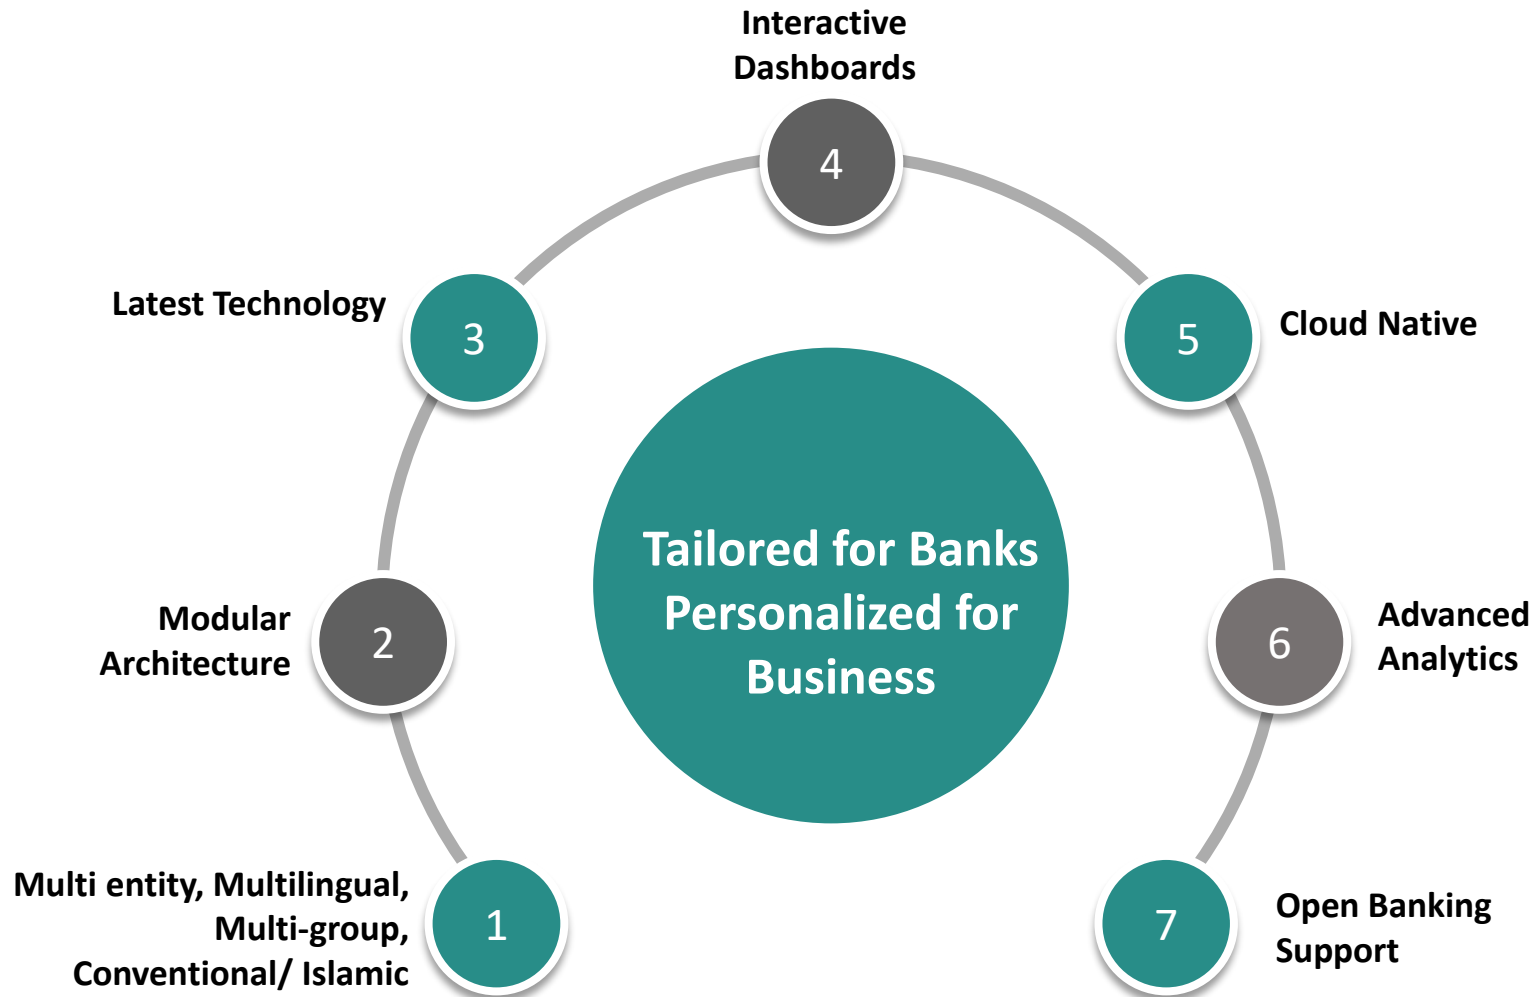 Interactive
Dashboards
4
Latest Technology
3
5
Cloud Native
Tailored for Banks
Personalized for
Business
Modular
Architecture
2
6
Advanced
Analytics
Multi entity, Multilingual,
Multi-group,
Conventional/ Islamic
1
7
Open Banking
Support